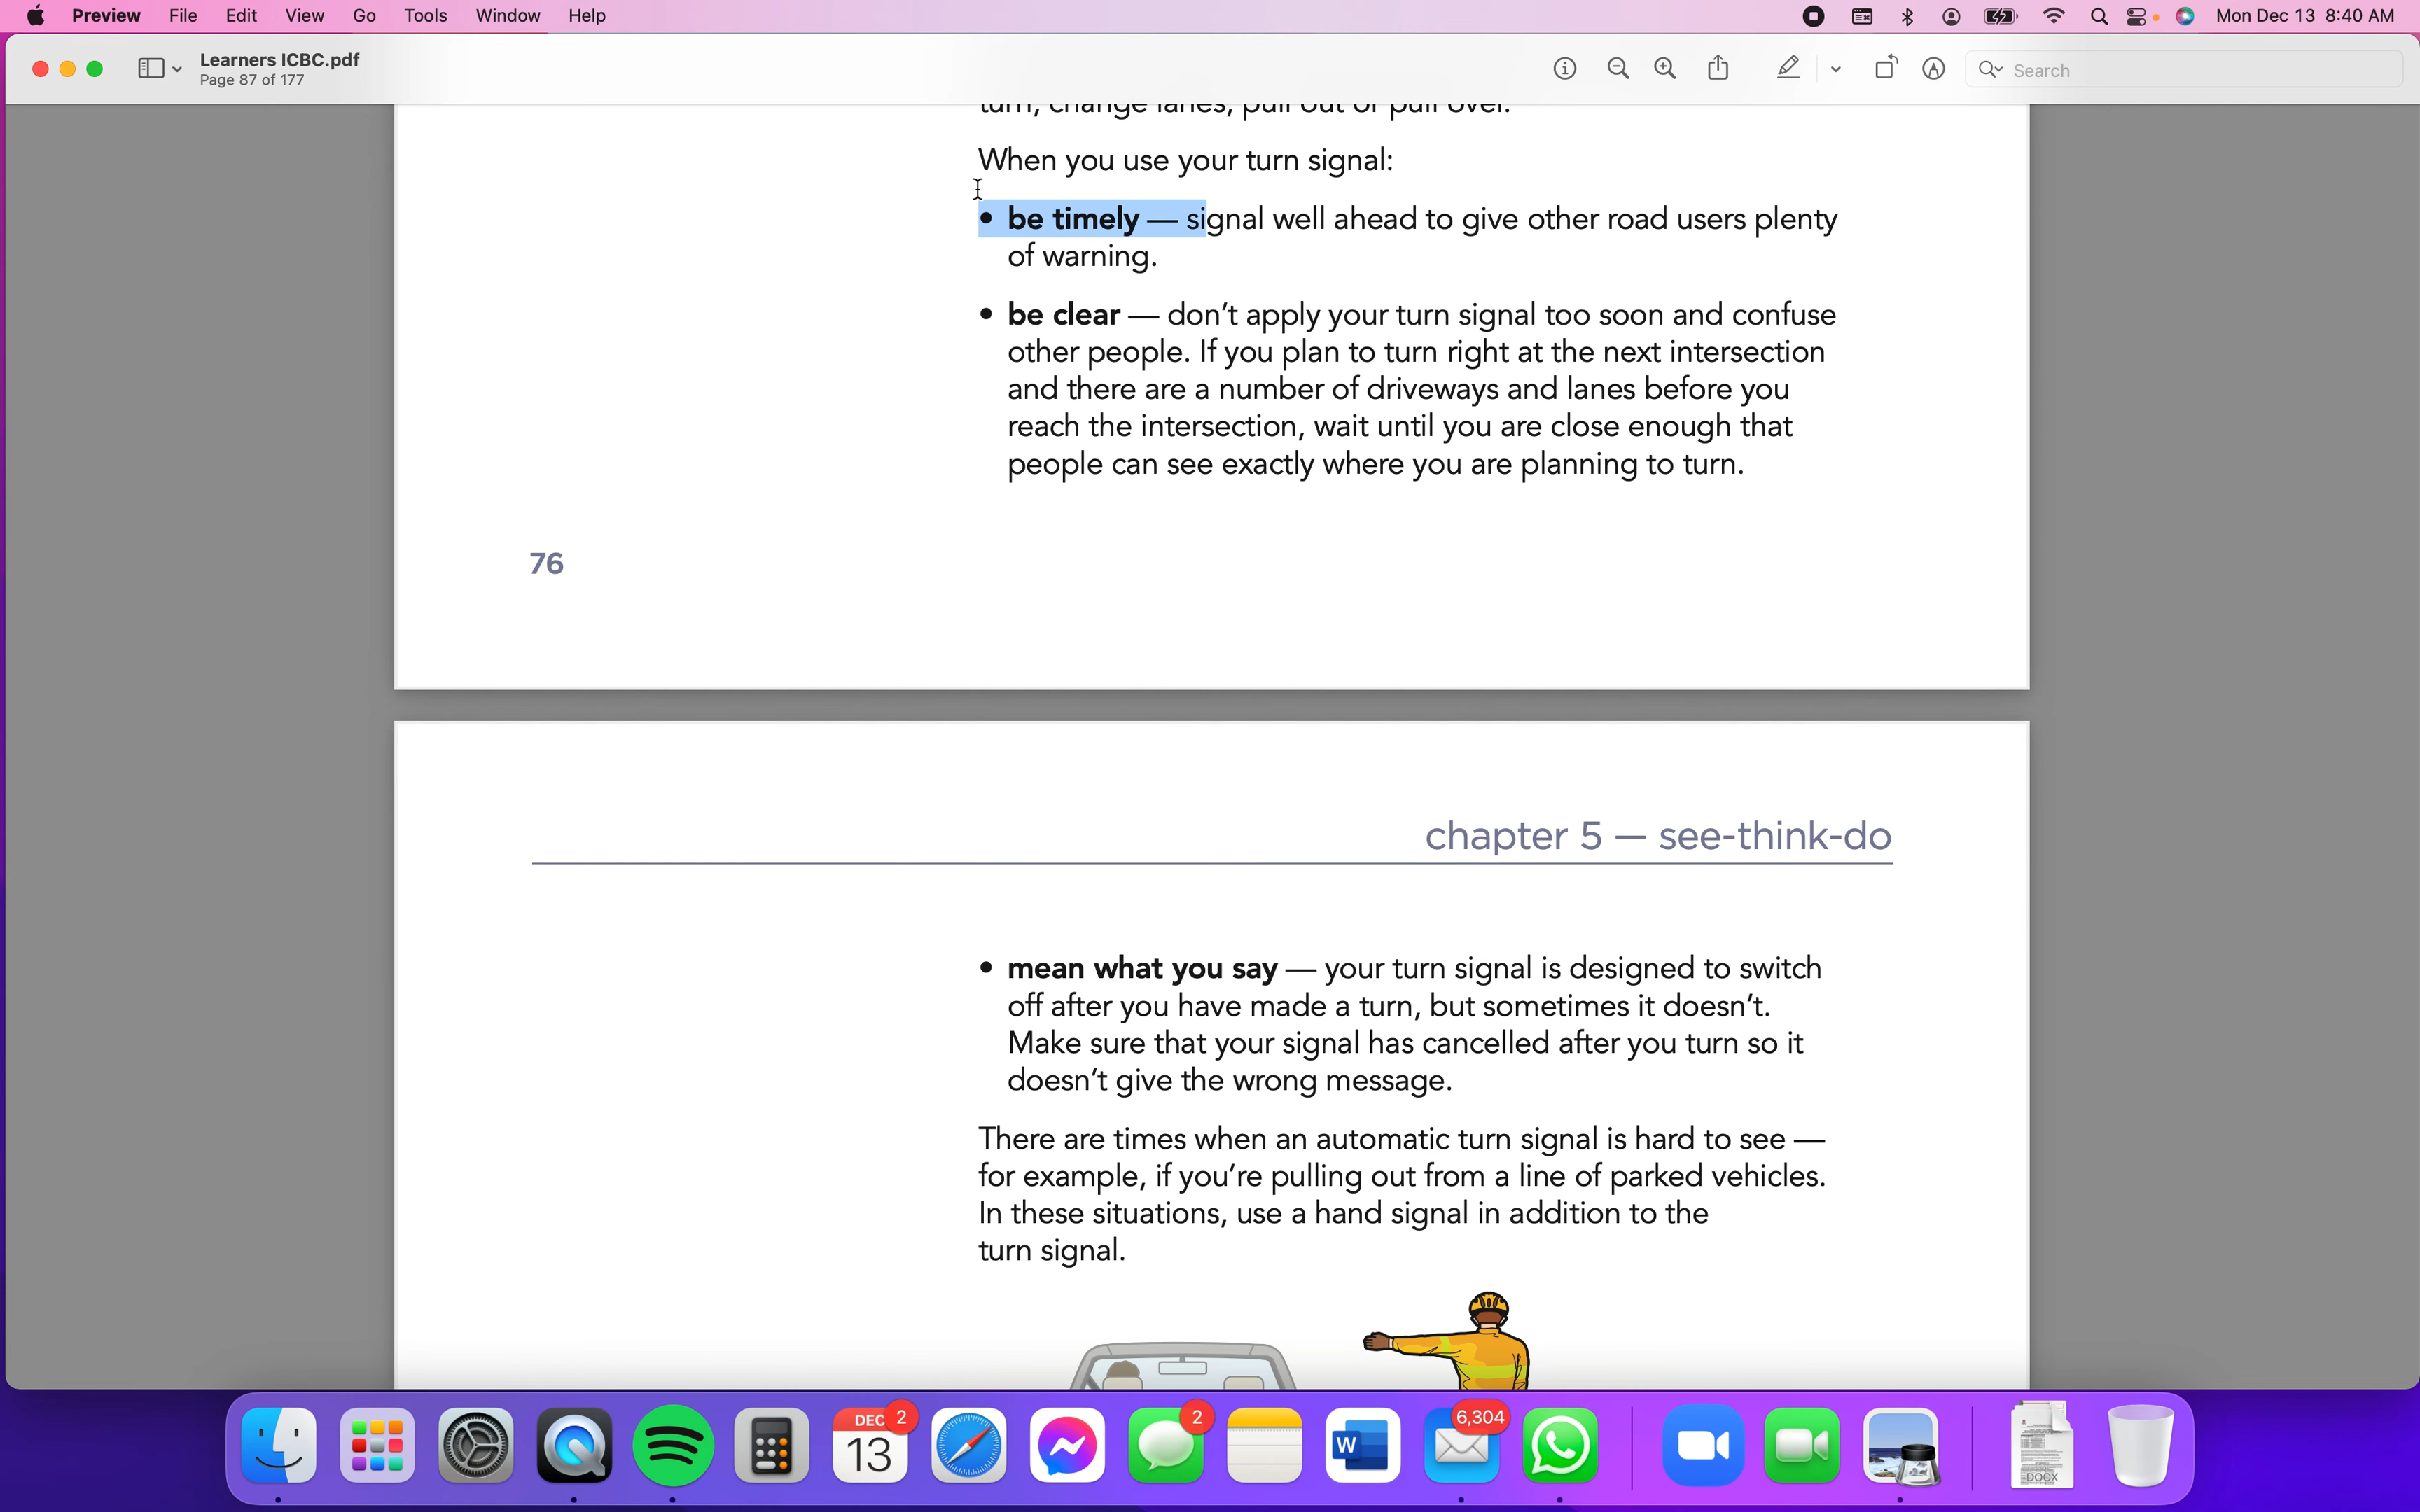 Preview File Edit View Go Tools Window Help Mon Dec 13 8:40 AM
Learners ICBC.pdf
Page 87 of 177
Search
turn, change lanes, pull out or pull over.
When you use your turn signal:
• be timely — signal well ahead to give other road users plenty
of warning.
• be clear — don't apply your turn signal too soon and confuse
other people. If you plan to turn right at the next intersection
and there are a number of driveways and lanes before you
reach the intersection, wait until you are close enough that
people can see exactly where you are planning to turn.
76
chapter 5 — see-think-do
• mean what you say — your turn signal is designed to switch
off after you have made a turn, but sometimes it doesn't.
Make sure that your signal has cancelled after you turn so it
doesn't give the wrong message.
There are times when an automatic turn signal is hard to see —
for example, if you're pulling out from a line of parked vehicles.
In these situations, use a hand signal in addition to the
turn signal.
DEC 2 2 6,304
13 W DOCX